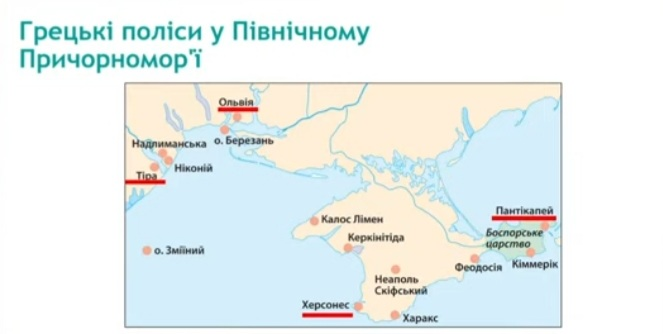 Грецькі поліси у Північному
Причорномор'ї
Ольвія
о. Березань
Надлиманська
Ніконій
Тіра
Пантікапей
Калос Лімен
Боспорське
царство
Керкінітіда
о. Зміїний
Феодосія
Кіммерік
Неаполь
Скіфський
Херсонес
Харакс